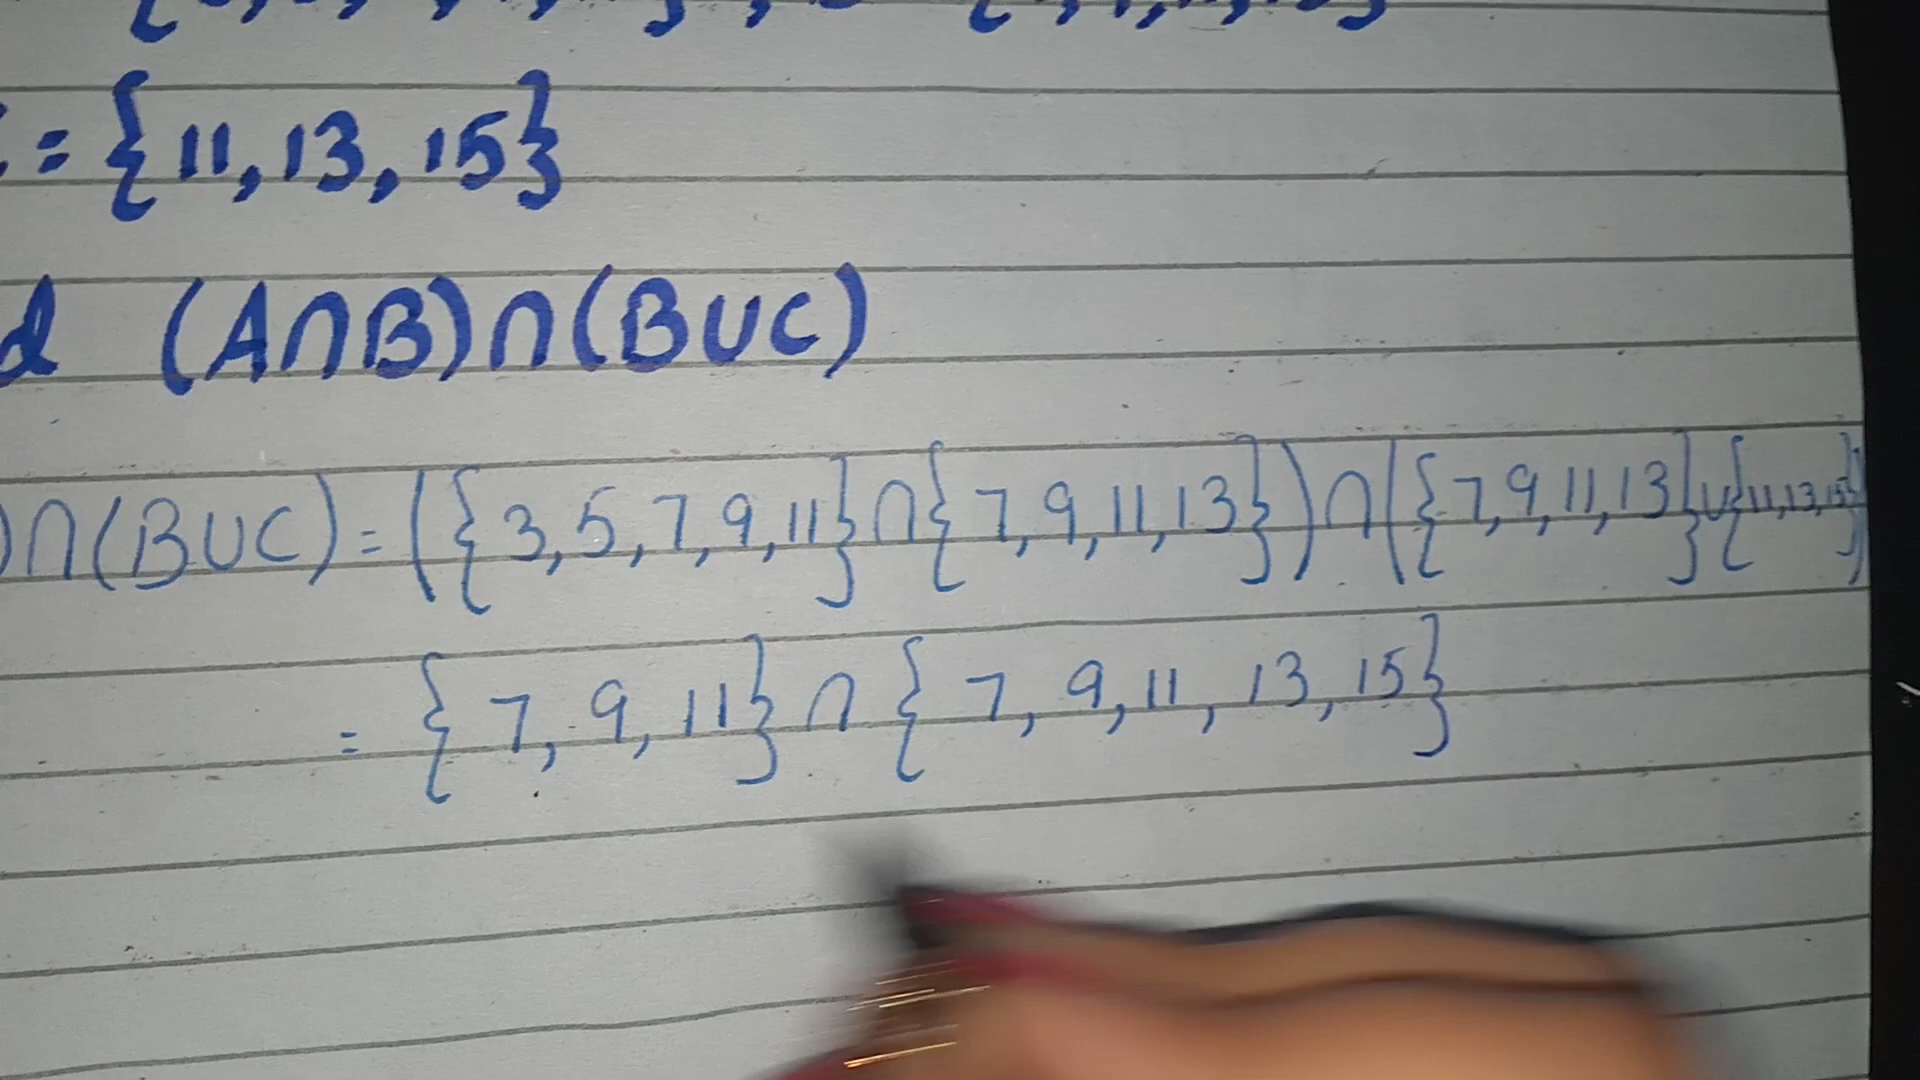 = {11,13,15}
(A∩B)∩(B∪C)
)∩(B∪C) = ({3,5,7,9,11}∩{7,9,11,13})∩({7,9,11,13}∪{11,13,15})
= {7,9,11}∩{7,9,11,13,15}